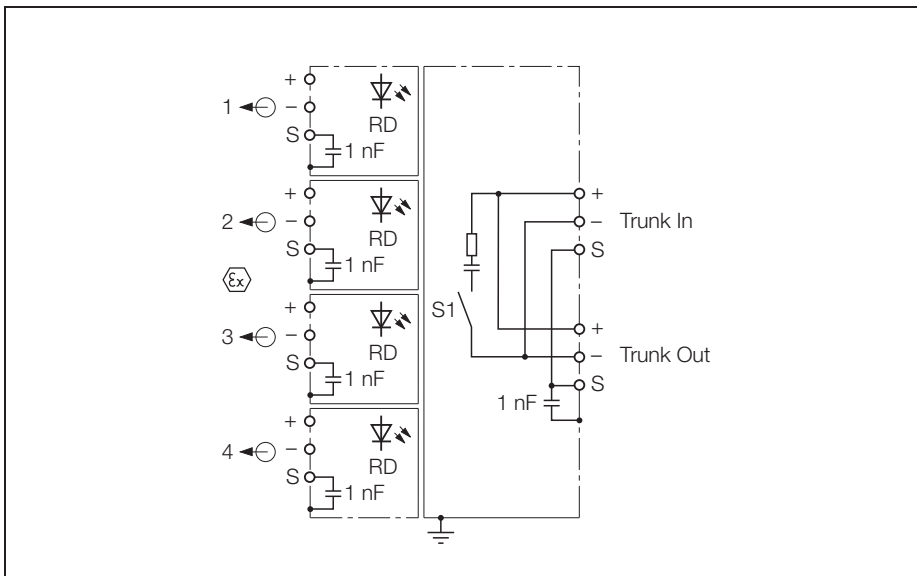 +
1
−
S
RD
1 nF
+
2
−
S
RD
1 nF
Ex
+
3
−
S
RD
1 nF
+
4
−
S
RD
1 nF
S1
+
− Trunk In
S
+
− Trunk Out
S
1 nF